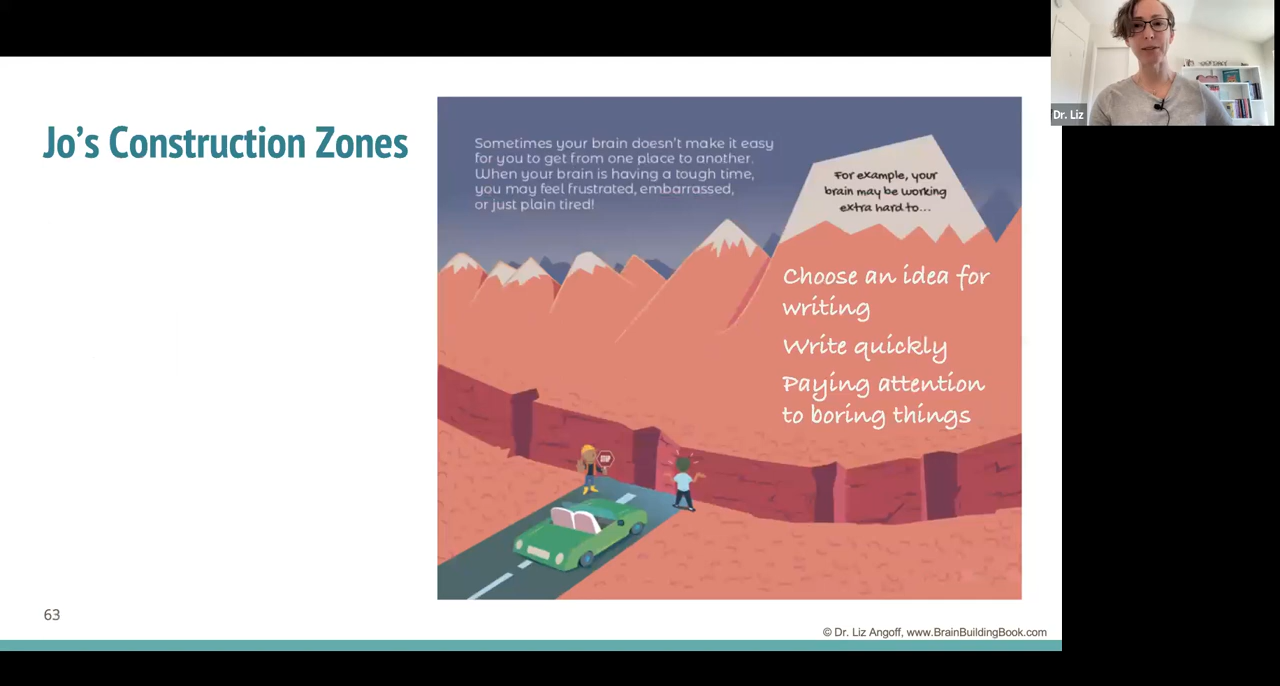 Dr. Liz
Jo's Construction Zones
Sometimes your brain doesn't make it easy
for you to get from one place to another.
When your brain is having a tough time,
you may feel frustrated, embarrassed,
or just plain tired!
For example, your
brain may be working
extra hard to...
Choose an idea for
writing
Write quickly
Paying attention
to boring things
STOP
63
© Dr. Liz Angoff, www.BrainBuildingBook.com